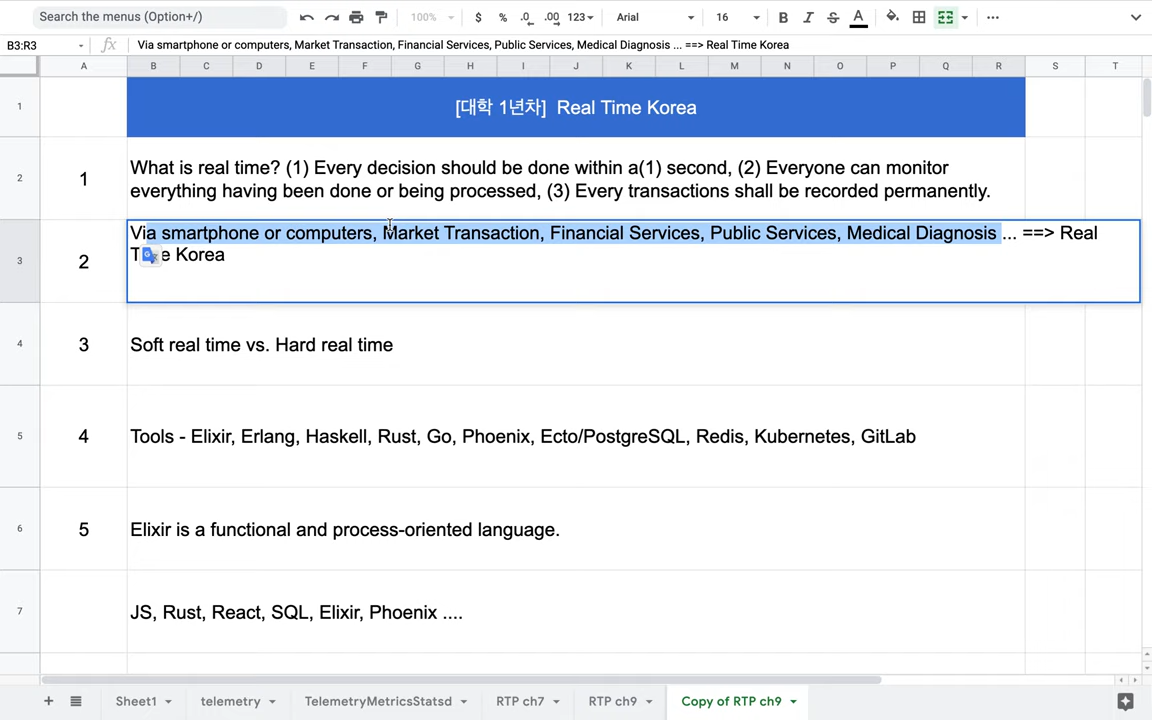 Search the menus (Option+/)
100%
$
%
.0
.00
123
Arial
16
B
I
S
A
B3:R3
fx
Via smartphone or computers, Market Transaction, Financial Services, Public Services, Medical Diagnosis ... ==> Real Time Korea
A B C D E F G H I J K L M N O P Q R S T
1
[대학 1년차] Real Time Korea
2
1
What is real time? (1) Every decision should be done within a(1) second, (2) Everyone can monitor
everything having been done or being processed, (3) Every transactions shall be recorded permanently.
3
2
Via smartphone or computers, Market Transaction, Financial Services, Public Services, Medical Diagnosis ... ==> Real
e Korea
4
3
Soft real time vs. Hard real time
5
4
Tools - Elixir, Erlang, Haskell, Rust, Go, Phoenix, Ecto/PostgreSQL, Redis, Kubernetes, GitLab
6
5
Elixir is a functional and process-oriented language.
7
JS, Rust, React, SQL, Elixir, Phoenix ....
Sheet1
telemetry
TelemetryMetricsStatsd
RTP ch7
RTP ch9
Copy of RTP ch9